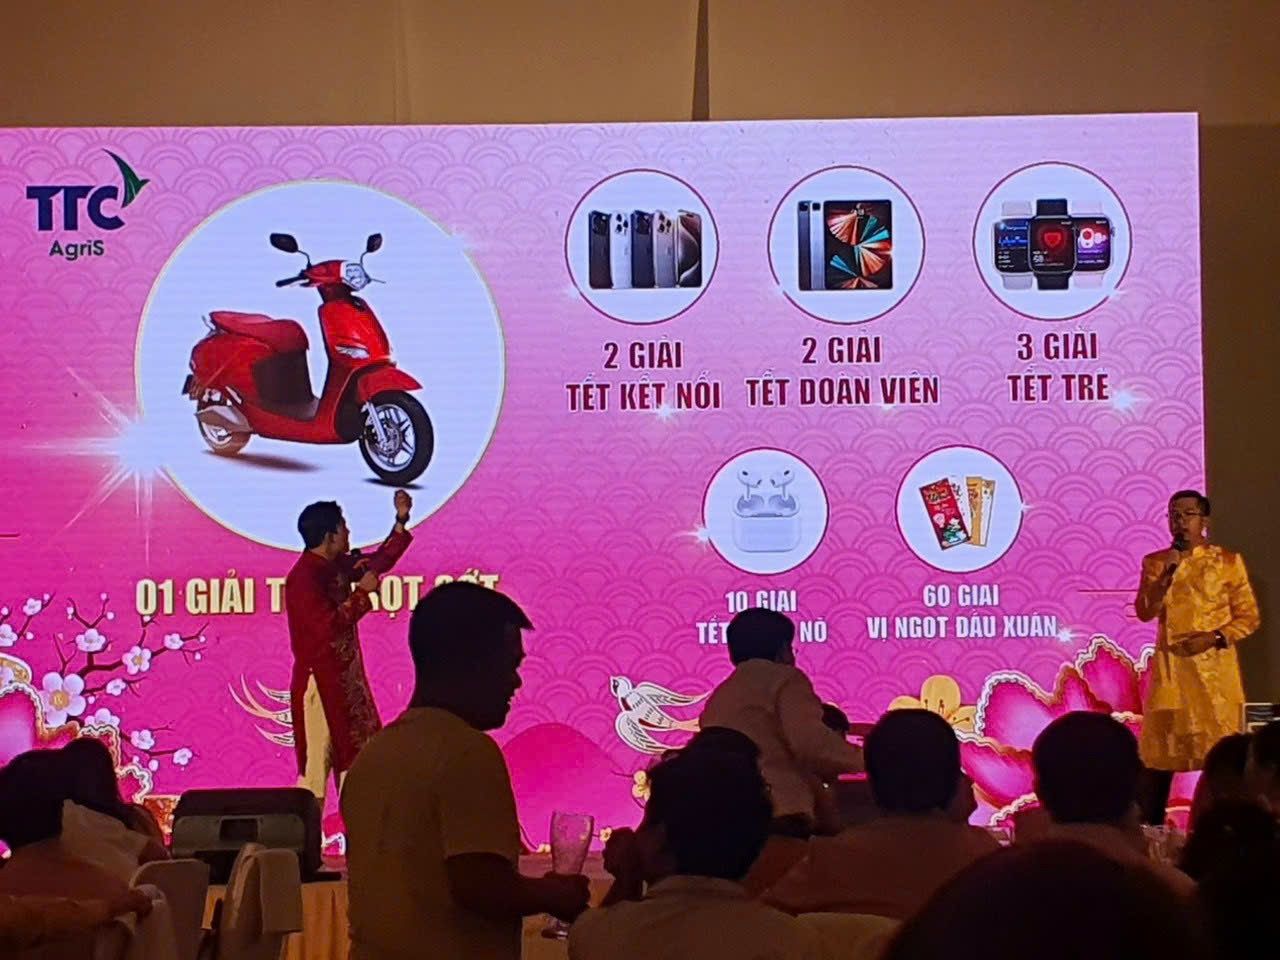 TTC
AgriS
2 GIẢI
TẾT KẾT NỐI
2 GIẢI
TẾT ĐOÀN VIÊN
3 GIẢI
TẾT TRẺ
01 GIẢI
10 GIẢI
TẾT
60 GIẢI
VỊ NGỌT ĐẦU XUÂN